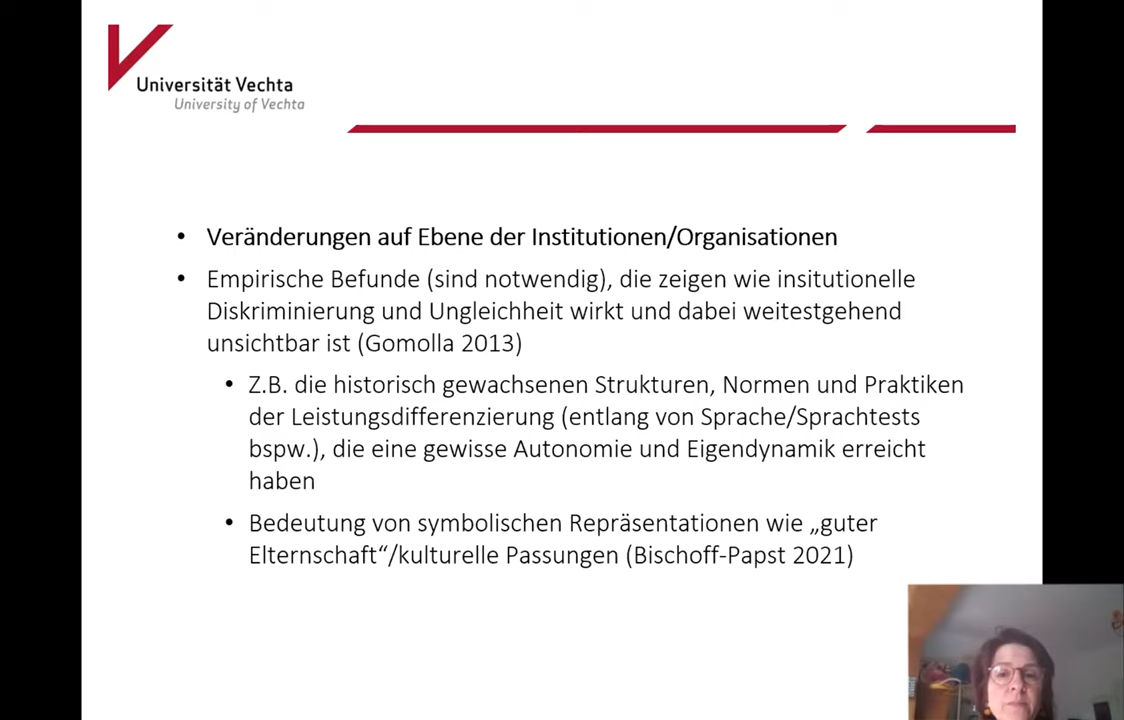 Universität Vechta
University of Vechta
• Veränderungen auf Ebene der Institutionen/Organisationen
• Empirische Befunde (sind notwendig), die zeigen wie insitutionelle
Diskriminierung und Ungleichheit wirkt und dabei weitestgehend
unsichtbar ist (Gomolla 2013)
• Z.B. die historisch gewachsenen Strukturen, Normen und Praktiken
der Leistungsdifferenzierung (entlang von Sprache/Sprachtests
bspw.), die eine gewisse Autonomie und Eigendynamik erreicht
haben
• Bedeutung von symbolischen Repräsentationen wie „guter
Elternschaft“/kulturelle Passungen (Bischoff-Papst 2021)